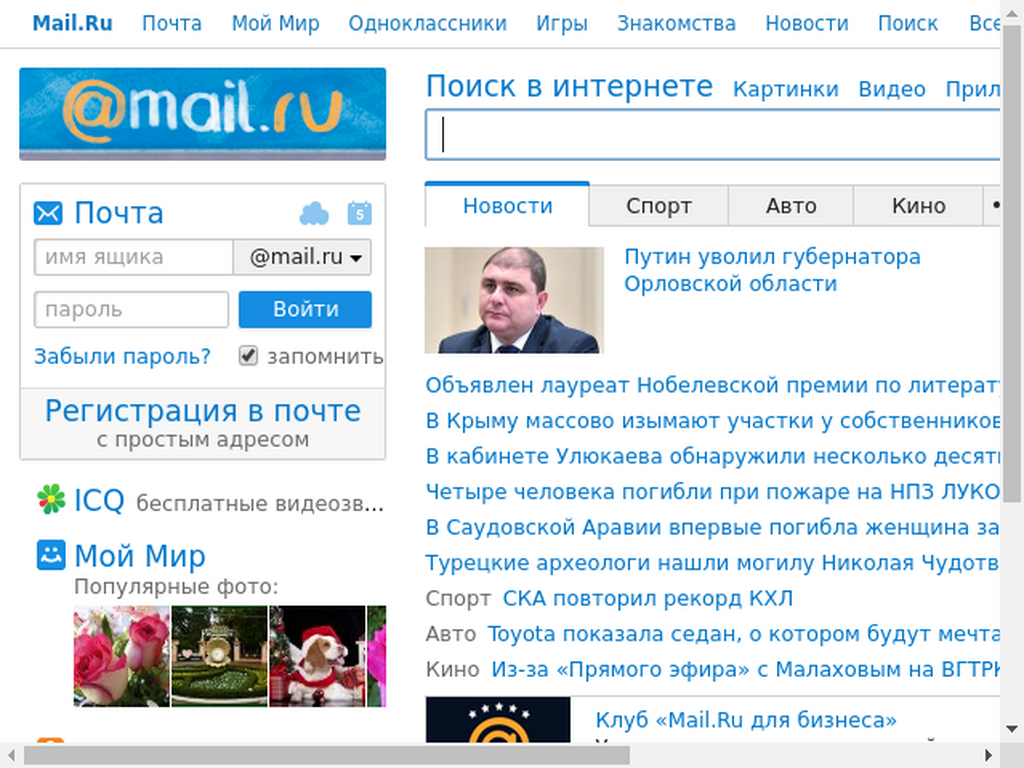 Mail.Ru Почта Мой Мир Одноклассники Игры Знакомства Новости Поиск Все
@mail.ru
Почта 5
имя ящика @mail.ru
пароль Войти
Забыли пароль? запомнить
Регистрация в почте
с простым адресом
ICQ бесплатные видеозв...
Мой Мир
Популярные фото:
Поиск в интернете Картинки Видео Прил
Новости Спорт Авто Кино
Путин уволил губернатора
Орловской области
Объявлен лауреат Нобелевской премии по литерат
В Крыму массово изымают участки у собственников
В кабинете Улюкаева обнаружили несколько десят
Четыре человека погибли при пожаре на НПЗ ЛУКО
В Саудовской Аравии впервые погибла женщина за
Турецкие археологи нашли могилу Николая Чудотв
Спорт СКА повторил рекорд КХЛ
Авто Toyota показала седан, о котором будут мечта
Кино Из-за «Прямого эфира» с Малаховым на ВГТРК
Клуб «Mail.Ru для бизнеса»